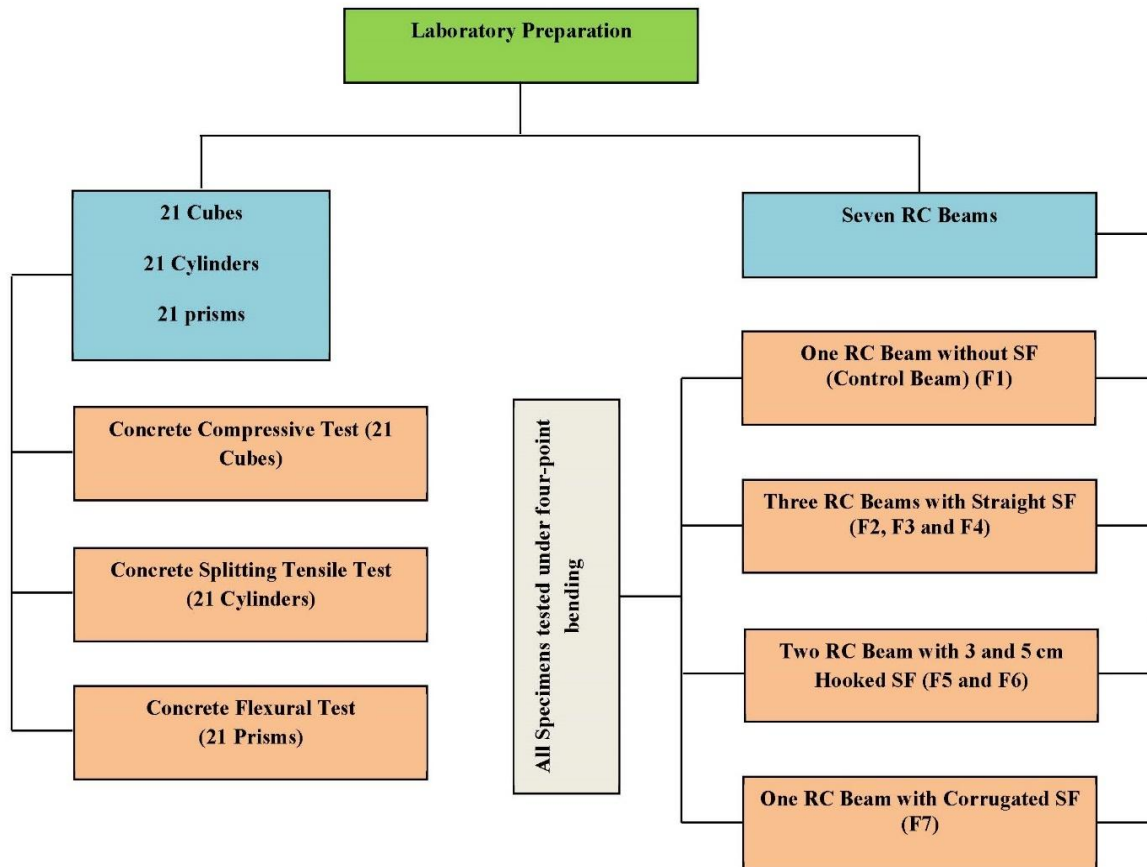 Laboratory Preparation
21 Cubes
21 Cylinders
21 prisms
Concrete Compressive Test (21
Cubes)
Concrete Splitting Tensile Test
(21 Cylinders)
Concrete Flexural Test
(21 Prisms)
All Specimens tested under four-point
bending
Seven RC Beams
One RC Beam without SF
(Control Beam) (F1)
Three RC Beams with Straight SF
(F2, F3 and F4)
Two RC Beam with 3 and 5 cm
Hooked SF (F5 and F6)
One RC Beam with Corrugated SF
(F7)